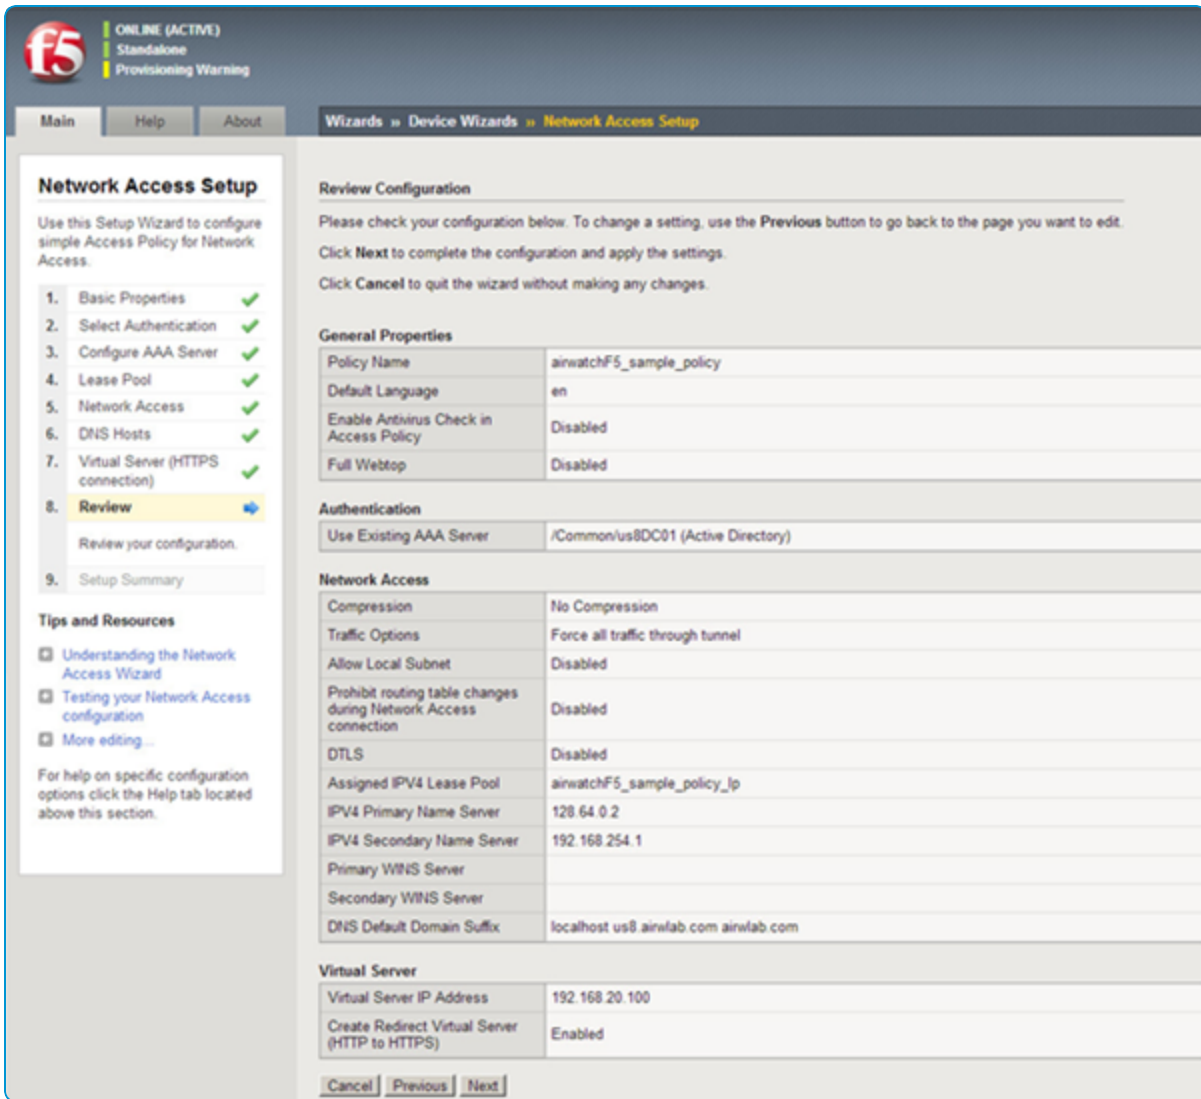 f5
ONLINE (ACTIVE)
Standalone
Provisioning Warning
Main
Help
About
Wizards » Device Wizards » Network Access Setup
Network Access Setup
Use this Setup Wizard to configure
simple Access Policy for Network
Access.
1. Basic Properties
2. Select Authentication
3. Configure AAA Server
4. Lease Pool
5. Network Access
6. DNS Hosts
7. Virtual Server (HTTPS
connection)
8. Review
Review your configuration.
9. Setup Summary
Tips and Resources
Understanding the Network
Access Wizard
Testing your Network Access
configuration
More editing...
For help on specific configuration
options click the Help tab located
above this section.
Review Configuration
Please check your configuration below. To change a setting, use the Previous button to go back to the page you want to edit.
Click Next to complete the configuration and apply the settings.
Click Cancel to quit the wizard without making any changes.
General Properties
Policy Name airwatchF5_sample_policy
Default Language en
Enable Antivirus Check in
Access Policy Disabled
Full Webtop Disabled
Authentication
Use Existing AAA Server /Common/us8DC01 (Active Directory)
Network Access
Compression No Compression
Traffic Options Force all traffic through tunnel
Allow Local Subnet Disabled
Prohibit routing table changes
during Network Access Disabled
connection
DTLS Disabled
Assigned IPV4 Lease Pool airwatchF5_sample_policy_lp
IPV4 Primary Name Server 128.64.0.2
IPV4 Secondary Name Server 192.168.254.1
Primary WINS Server
Secondary WINS Server
DNS Default Domain Suffix localhost us8.airwlab.com airwlab.com
Virtual Server
Virtual Server IP Address 192.168.20.100
Create Redirect Virtual Server
(HTTP to HTTPS) Enabled
Cancel Previous Next